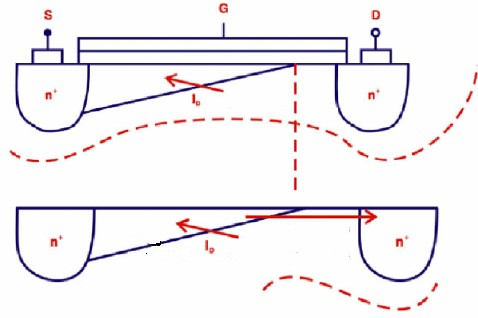 S G D
n⁺ I_D n⁺
n⁺ I_D n⁺